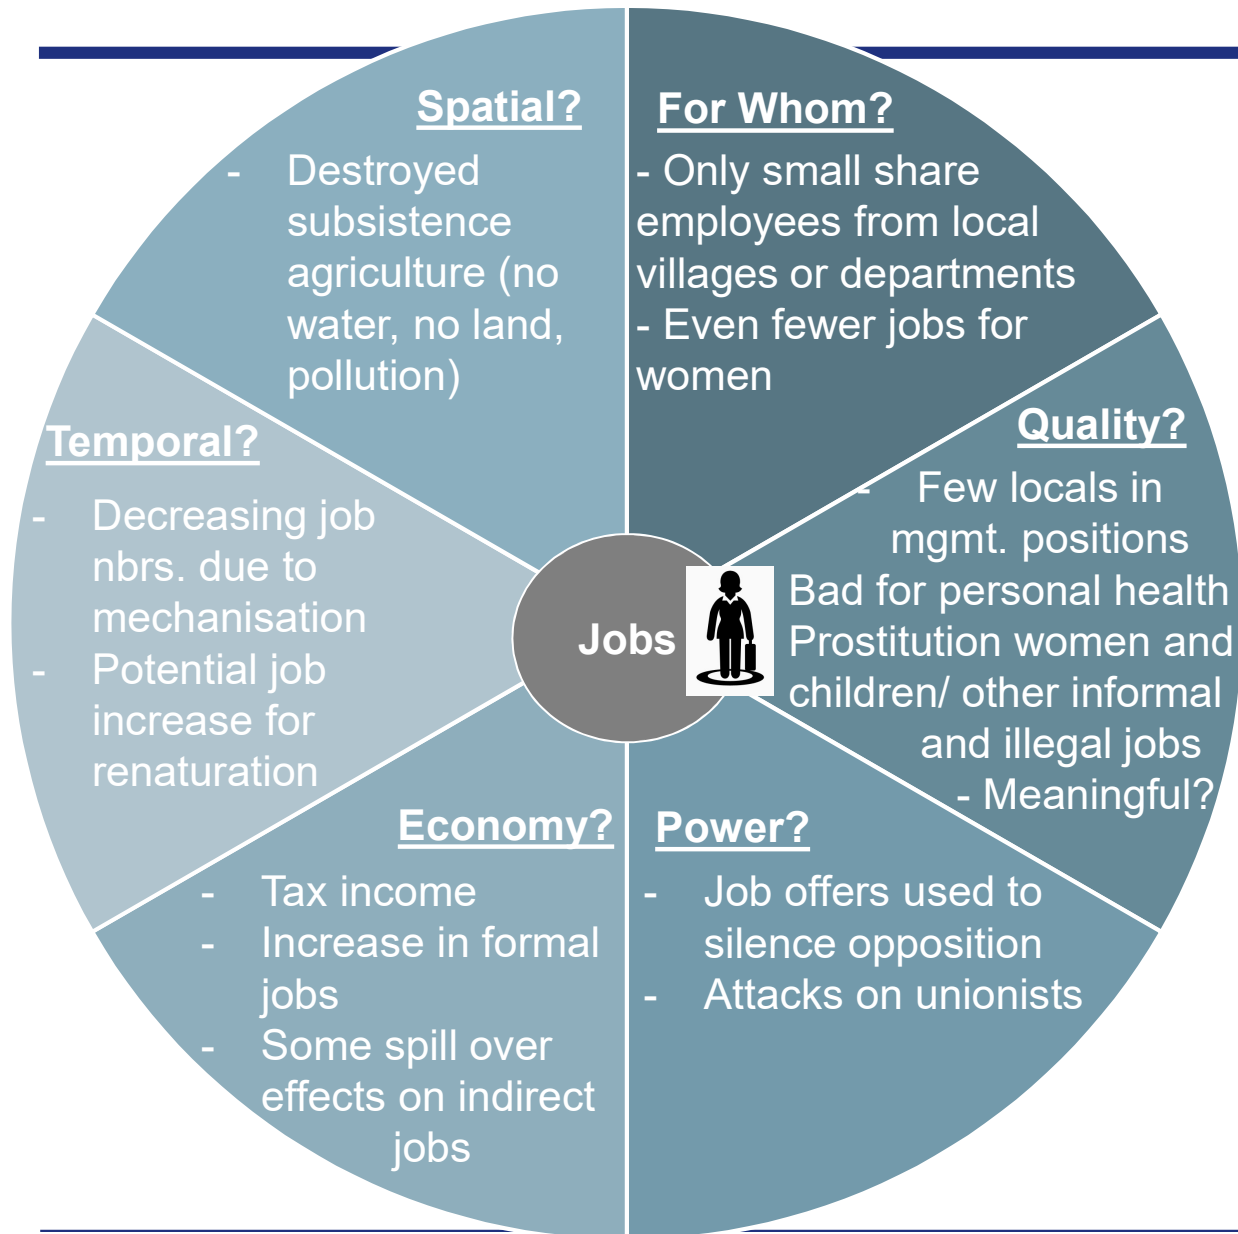 Spatial?
- Destroyed
subsistence
agriculture (no
water, no land,
pollution)
For Whom?
- Only small share
employees from local
villages or departments
- Even fewer jobs for
women
Quality?
- Few locals in
mgmt. positions
Bad for personal health
Prostitution women and
children/ other informal
and illegal jobs
- Meaningful?
Temporal?
- Decreasing job
nbrs. due to
mechanisation
- Potential job
increase for
renaturation
Jobs
Economy?
- Tax income
- Increase in formal
jobs
- Some spill over
effects on indirect
jobs
Power?
- Job offers used to
silence opposition
- Attacks on unionists